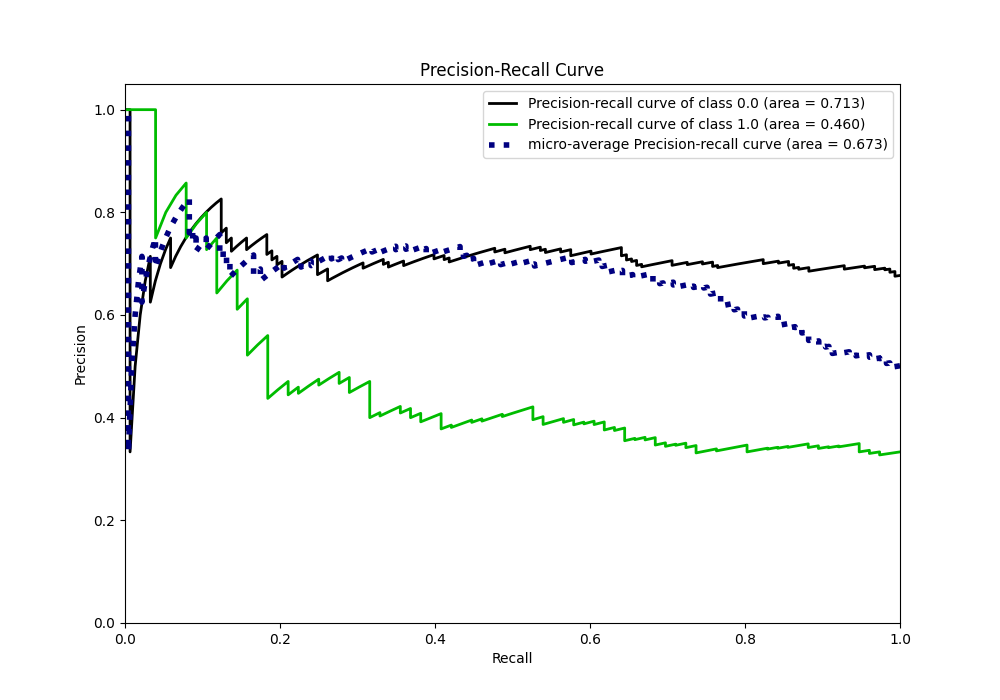 Precision-Recall Curve
Precision-recall curve of class 0.0 (area = 0.713)
Precision-recall curve of class 1.0 (area = 0.460)
micro-average Precision-recall curve (area = 0.673)
1.0
0.8
0.6
0.4
0.2
0.0
Precision
0.0 0.2 0.4 0.6 0.8 1.0
Recall